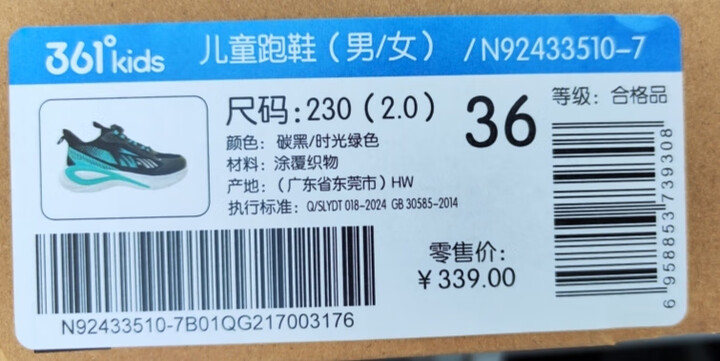 361°kids 儿童跑鞋（男/女） /N92433510-7
尺码:230（2.0） 36 等级：合格品
颜色：碳黑/时光绿色
材料：涂覆织物
产地：（广东省东莞市）HW
执行标准：Q/SLYDT 018-2024 GB 30585-2014
零售价：
￥339.00
N92433510-7B01QG217003176
6 958853 739308